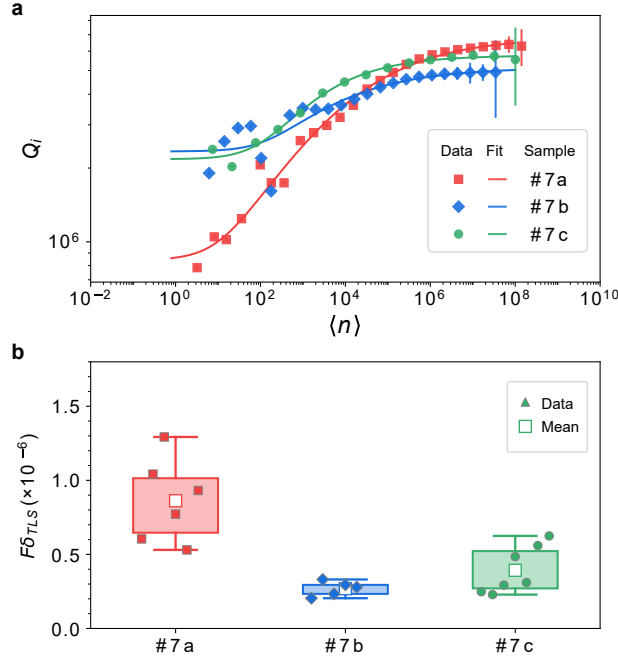 a
Q_i
10^6
Data Fit Sample
#7a
#7b
#7c
10^−2 10^0 10^2 10^4 10^6 10^8 10^10
⟨n⟩
b
Fδ_TLS (×10^−6)
1.5
1.0
0.5
0.0
Data
Mean
#7a #7b #7c